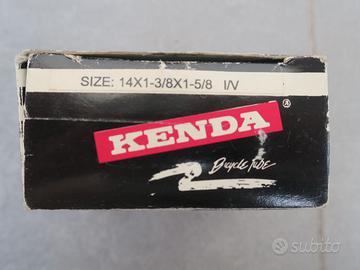 SIZE: 14X1-3/8X1-5/8 I/V
KENDA
Bicycle Tube
subito